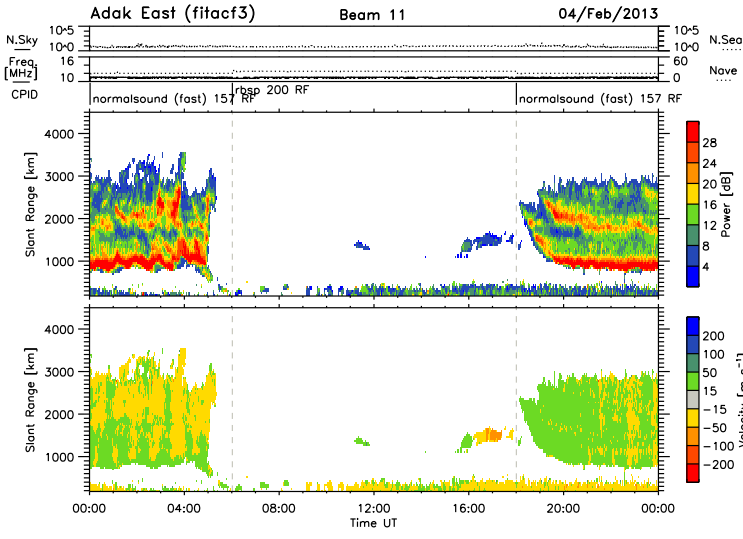 Adak East (fitacf3) Beam 11 04/Feb/2013
10^5 10^5
N.Sky N.Sea
10^0 10^0
Freq. 16 60
[MHz] Nave
10 0
CPID rbsp 200 RF
normalsound (fast) 157 RF normalsound (fast) 157 RF
4000
3000
2000
1000
Slant Range [km]
28
24
20
16
12
8
4
Power [dB]
4000
3000
2000
1000
Slant Range [km]
200
100
50
15
-15
-50
-100
-200
Velocity [m s^-1]
00:00 04:00 08:00 12:00 16:00 20:00 00:00
Time UT